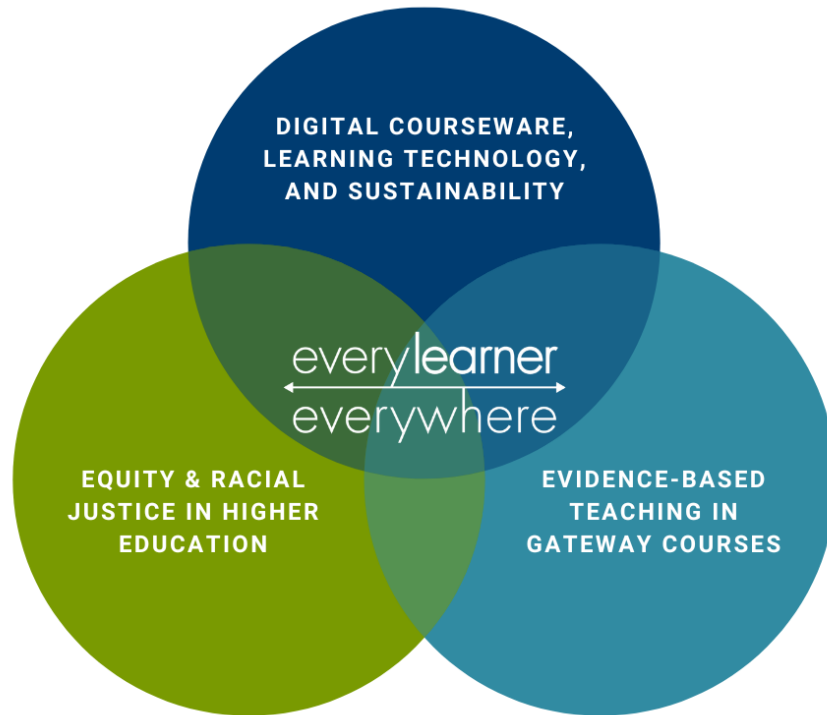 DIGITAL COURSEWARE,
LEARNING TECHNOLOGY,
AND SUSTAINABILITY
everylearner
everywhere
EQUITY & RACIAL
JUSTICE IN HIGHER
EDUCATION
EVIDENCE-BASED
TEACHING IN
GATEWAY COURSES